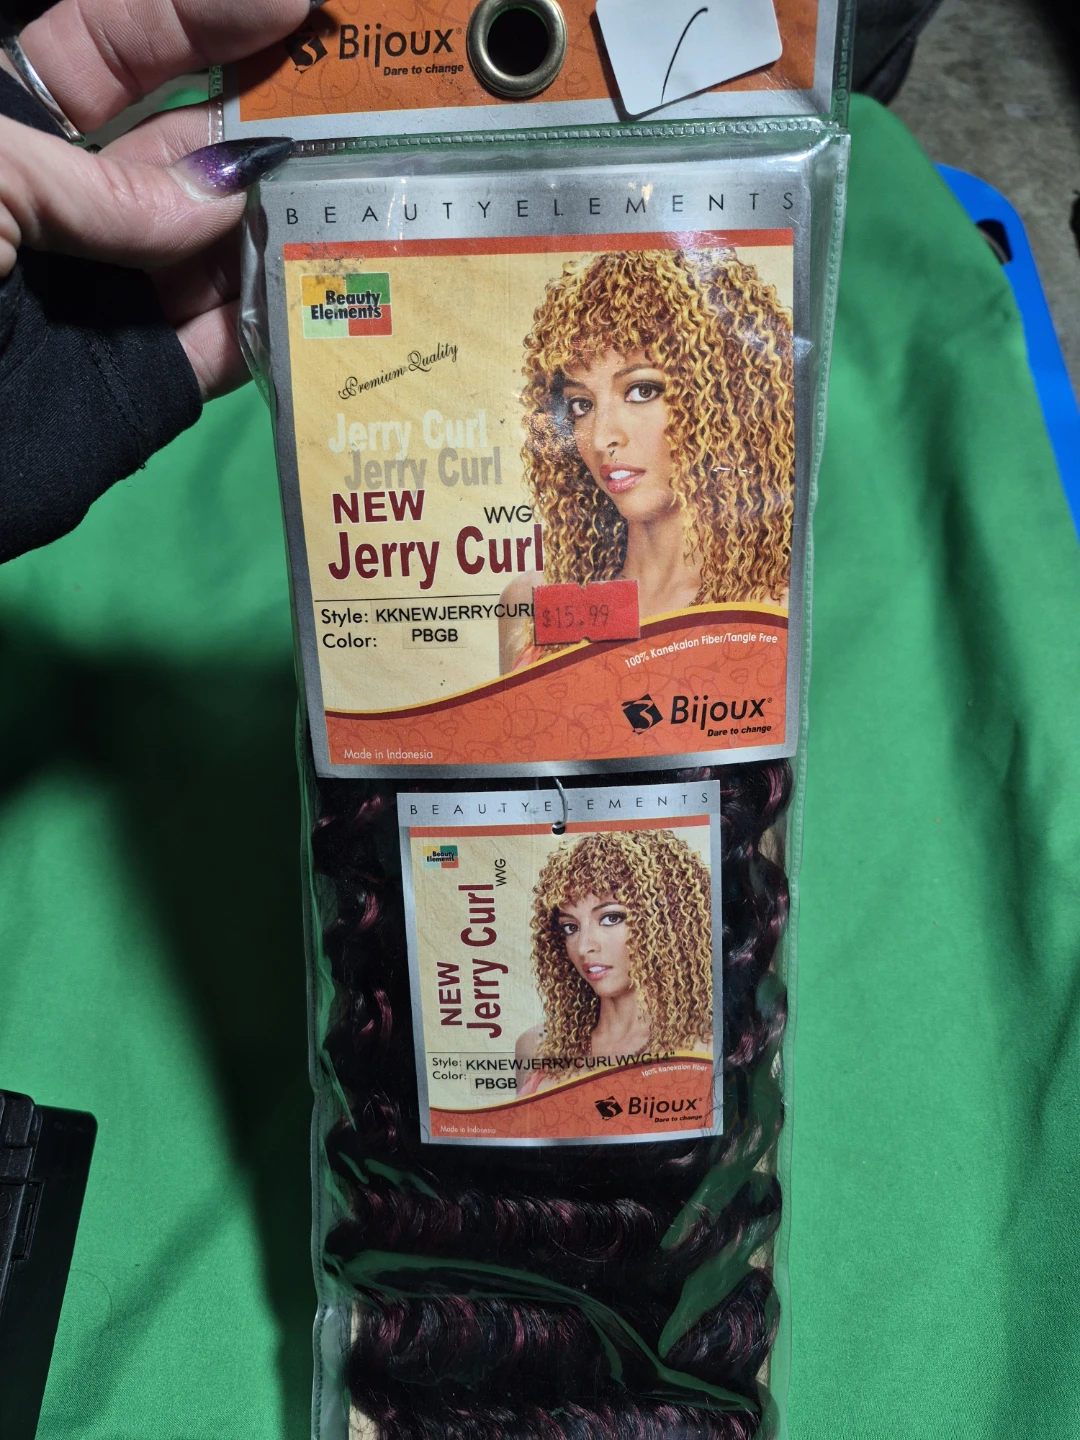 Bijoux®
Dare to change
BEAUTYELEMENTS
Beauty
Elements
Premium Quality
Jerry Curl
Jerry Curl
NEW
WVG
Jerry Curl
Style: KKNEWJERRYCURL
$15.99
Color: PBGB
100% Kanekalon Fiber/Tangle Free
Bijoux®
Dare to change
Made in Indonesia
BEAUTYELEMENTS
Beauty
Elements
NEW
Jerry Curl
WVG
Style: KKNEWJERRYCURLWVG14"
Color: PBGB
100% Kanekalon Fiber
Bijoux®
Dare to change
Made in Indonesia